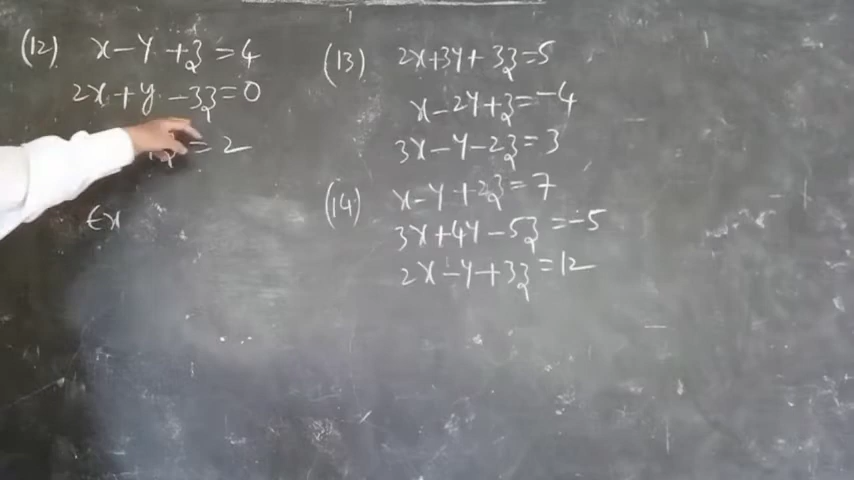 (12) x - y + z = 4
2x + y - 3z = 0
z = 2
Ex
(13) 2x + 3y + 3z = 5
x - 2y + z = -4
3x - y - 2z = 3
(14) x - y + 2z = 7
3x + 4y - 5z = -5
2x - y + 3z = 12